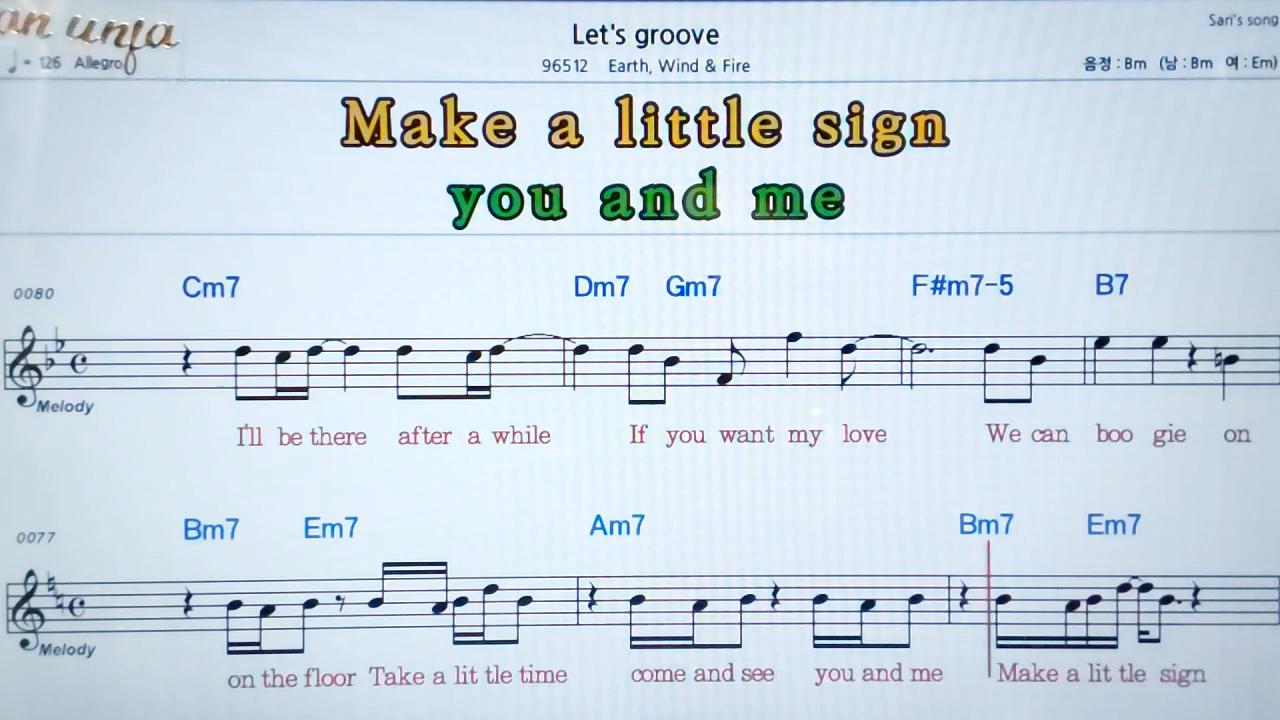 Sari's song
♩= 126 Allegro
Let's groove
96512 Earth, Wind & Fire
음정 : Bm (남 : Bm 여 : Em)
Make a little sign
you and me
0080 Cm7 Dm7 Gm7 F#m7-5 B7
Melody
I'll be there after a while If you want my love We can boo gie on
0077 Bm7 Em7 Am7 Bm7 Em7
Melody
on the floor Take a lit tle time come and see you and me Make a lit tle sign